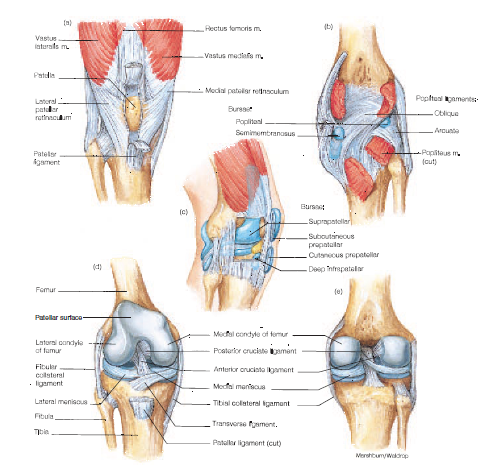 (a)
Vastus
lateralis m.
Patella
Lateral
patellar
retinaculum
Patellar
ligament
Rectus femoris m.
Vastus medialis m.
Medial patellar retinaculum
Bursae:
Popliteal
Semimembranosus
(b)
Popliteal ligaments:
Oblique
Arcuate
Popliteus m.
(cut)
(c)
Bursae:
Suprapatellar
Subcutaneous
prepatellar
Cutaneous prepatellar
Deep infrapatellar
(d)
Femur
Patellar surface
Lateral condyle
of femur
Fibular
collateral
ligament
Lateral meniscus
Fibula
Tibia
Medial condyle of femur
Posterior cruciate ligament
Anterior cruciate ligament
Medial meniscus
Tibial collateral ligament
Transverse ligament
Patellar ligament (cut)
(e)
Marshburn/Waldrop